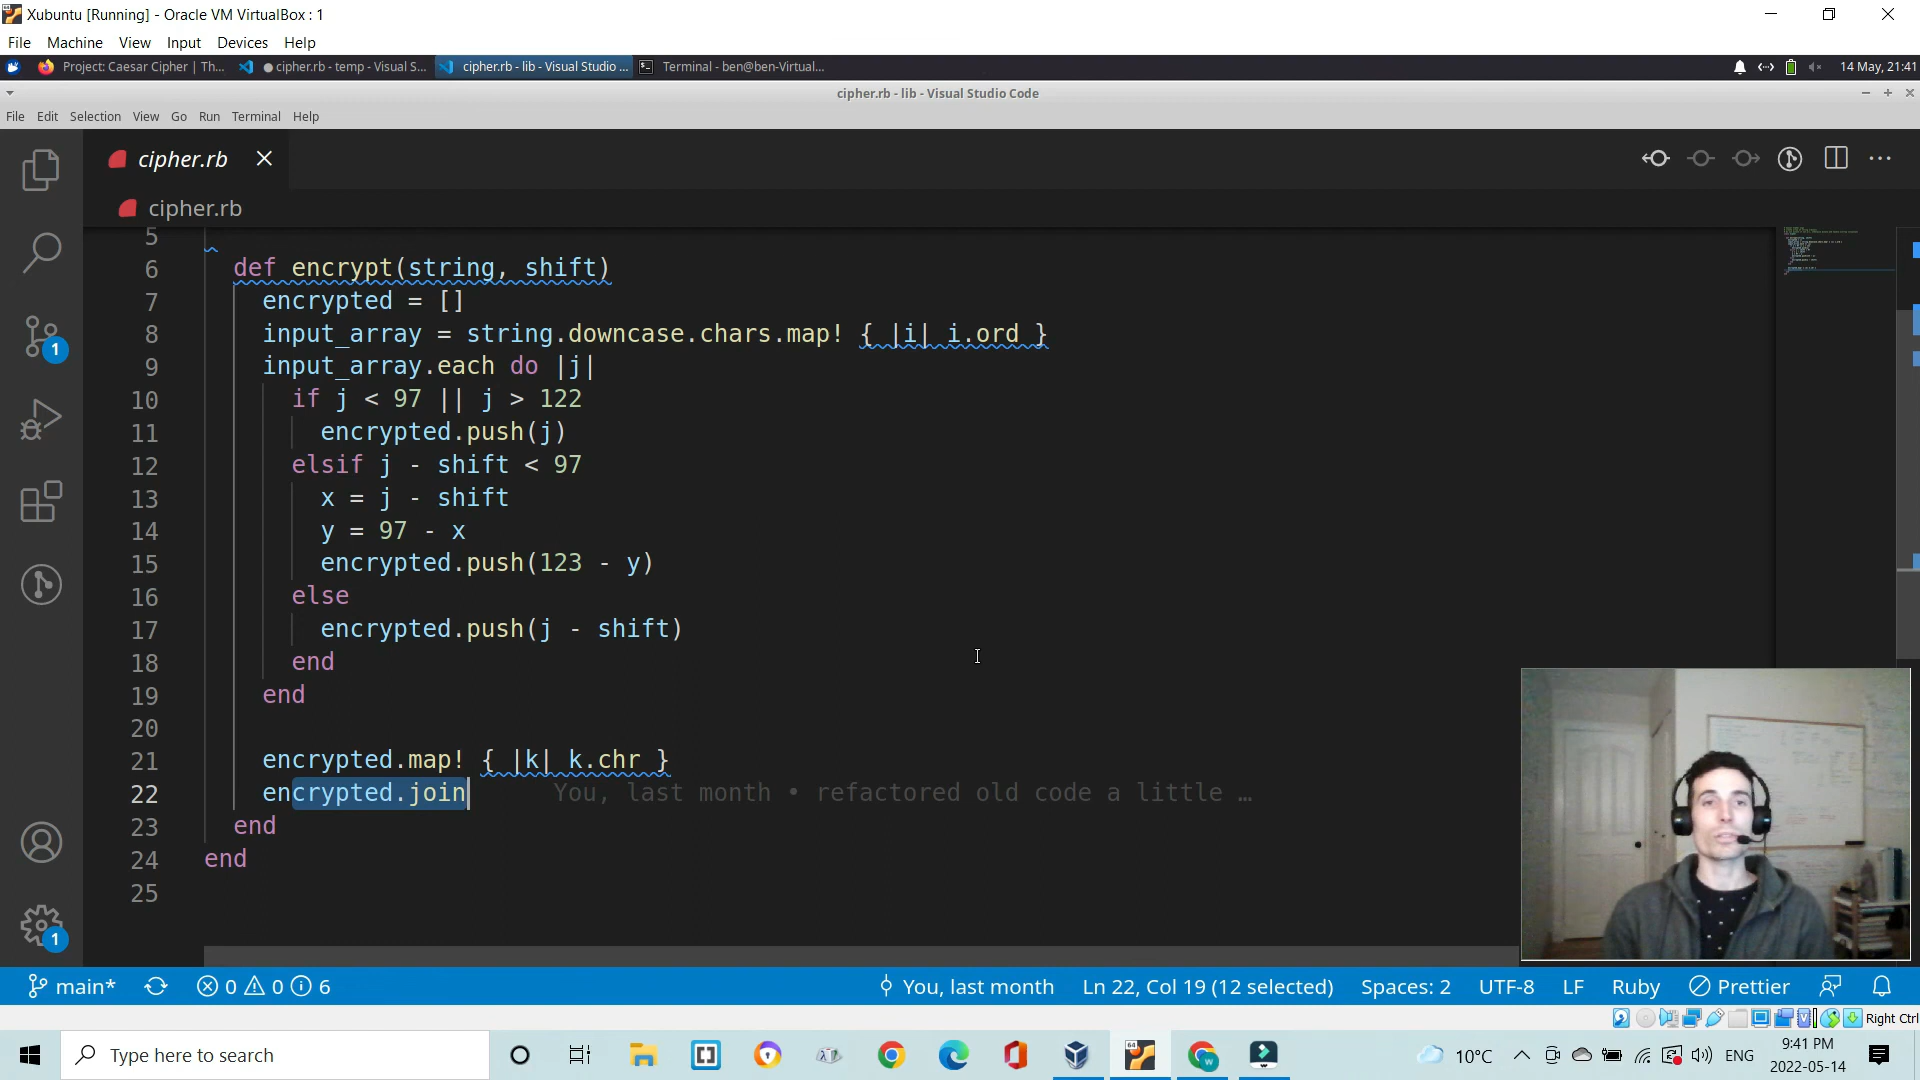 Xubuntu [Running] - Oracle VM VirtualBox : 1
File Machine View Input Devices Help
Project: Caesar Cipher | Th...
● cipher.rb - temp - Visual S...
cipher.rb - lib - Visual Studio ...
Terminal - ben@ben-Virtual...
14 May, 21:41
cipher.rb - lib - Visual Studio Code
File Edit Selection View Go Run Terminal Help
cipher.rb
cipher.rb
5
6 def encrypt(string, shift)
7 encrypted = []
8 input_array = string.downcase.chars.map! { |i| i.ord }
9 input_array.each do |j|
10 if j < 97 || j > 122
11 encrypted.push(j)
12 elsif j - shift < 97
13 x = j - shift
14 y = 97 - x
15 encrypted.push(123 - y)
16 else
17 encrypted.push(j - shift)
18 end
19 end
20
21 encrypted.map! { |k| k.chr }
22 encrypted.join You, last month • refactored old code a little …
23 end
24 end
25
1
1
main* 0 0 6 You, last month Ln 22, Col 19 (12 selected) Spaces: 2 UTF-8 LF Ruby Prettier
Right Ctrl
Type here to search
10°C
ENG
9:41 PM
2022-05-14